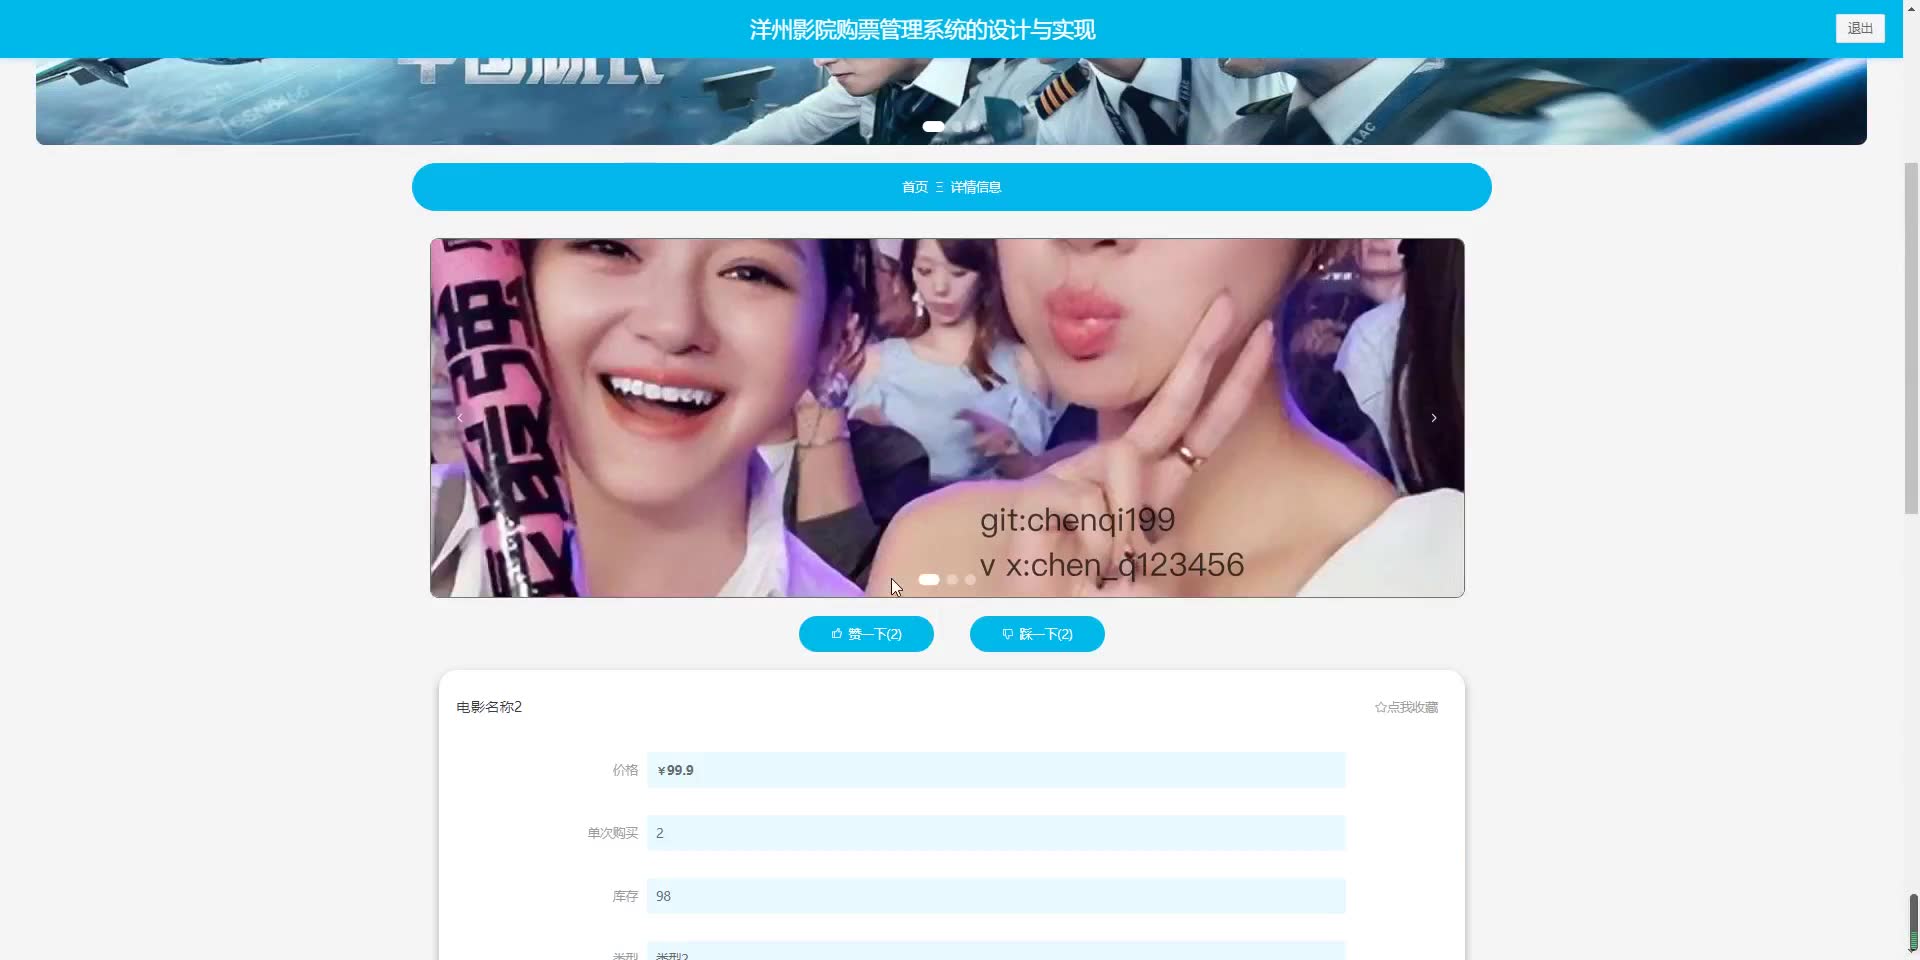 洋州影院购票管理系统的设计与实现
退出
AAC
首页 Ξ 详情信息
git:chenqi199
v x:chen_q123456
赞一下(2)
踩一下(2)
电影名称2
☆点我收藏
价格
¥99.9
单次购买
2
库存
98
类型
类型2